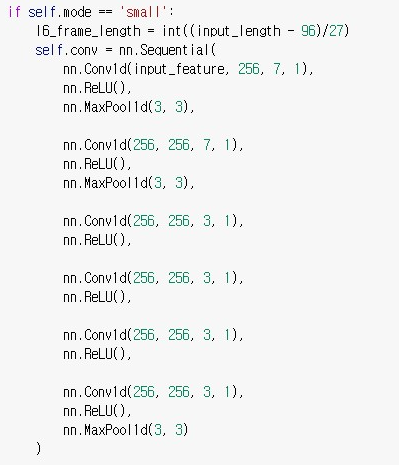 if self.mode == 'small':
    l6_frame_length = int((input_length - 96)/27)
    self.conv = nn.Sequential(
        nn.Conv1d(input_feature, 256, 7, 1),
        nn.ReLU(),
        nn.MaxPool1d(3, 3),

        nn.Conv1d(256, 256, 7, 1),
        nn.ReLU(),
        nn.MaxPool1d(3, 3),

        nn.Conv1d(256, 256, 3, 1),
        nn.ReLU(),

        nn.Conv1d(256, 256, 3, 1),
        nn.ReLU(),

        nn.Conv1d(256, 256, 3, 1),
        nn.ReLU(),

        nn.Conv1d(256, 256, 3, 1),
        nn.ReLU(),
        nn.MaxPool1d(3, 3)
    )